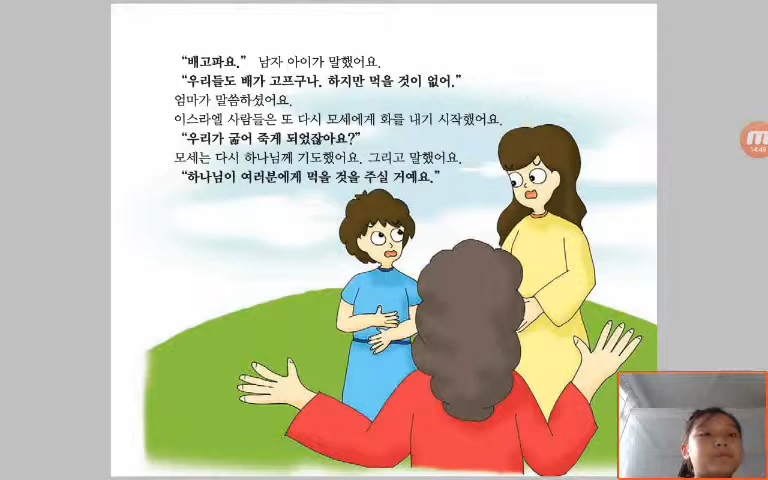 “배고파요.” 남자 아이가 말했어요.
“우리들도 배가 고프구나. 하지만 먹을 것이 없어.”
엄마가 말씀하셨어요.
이스라엘 사람들은 또 다시 모세에게 화를 내기 시작했어요.
“우리가 굶어 죽게 되었잖아요?”
모세는 다시 하나님께 기도했어요. 그리고 말했어요.
“하나님이 여러분에게 먹을 것을 주실 거예요.”
M
14:49